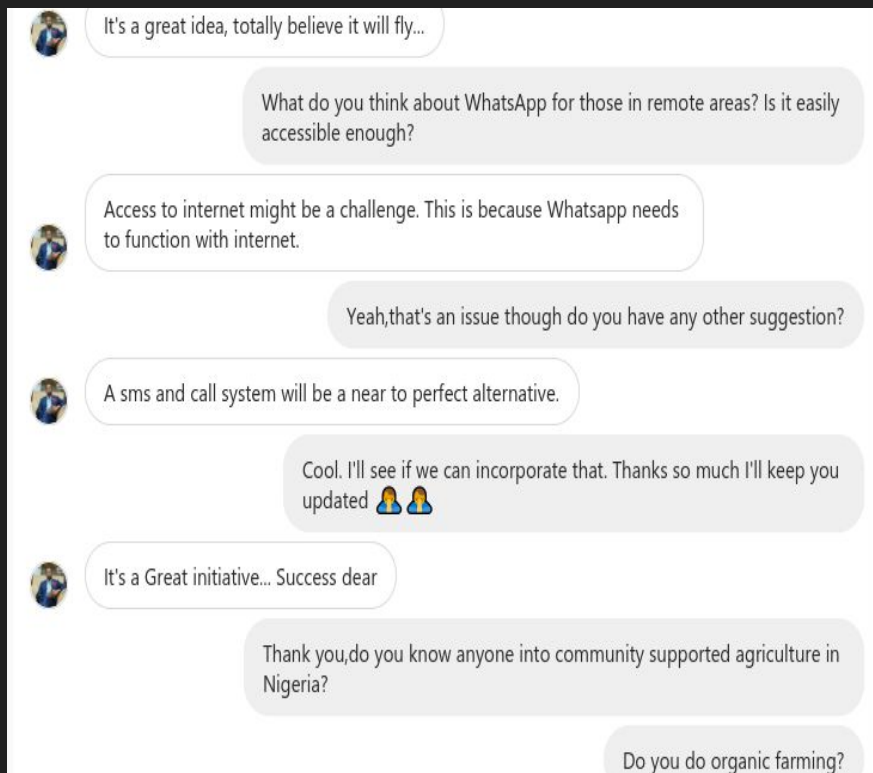 It's a great idea, totally believe it will fly...
What do you think about WhatsApp for those in remote areas? Is it easily
accessible enough?
Access to internet might be a challenge. This is because Whatsapp needs
to function with internet.
Yeah,that's an issue though do you have any other suggestion?
A sms and call system will be a near to perfect alternative.
Cool. I'll see if we can incorporate that. Thanks so much I'll keep you
updated 🙇‍♂️🙇‍♂️
It's a Great initiative... Success dear
Thank you,do you know anyone into community supported agriculture in
Nigeria?
Do you do organic farming?